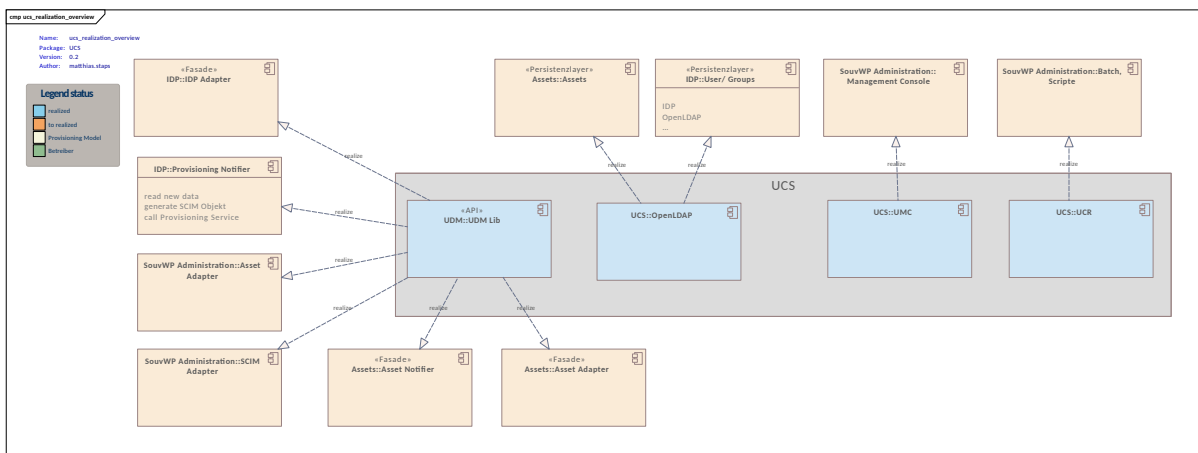 cmp ucs_realization_overview
Name: ucs_realization_overview
Package: UCS
Version: 0.2
Author: matthias.staps
Legend status
realized
to realized
Provisioning Model
Betreiber
«Fasade»
IDP::IDP Adapter
«Persistenzlayer»
Assets::Assets
«Persistenzlayer»
IDP::User/ Groups
IDP
OpenLDAP
...
SouvWP Administration::
Management Console
SouvWP Administration::Batch,
Scripte
realize
realize
realize
realize
realize
IDP::Provisioning Notifier
read new data
generate SCIM Objekt
call Provisioning Service
realize
UCS
«API»
UDM::UDM Lib
UCS::OpenLDAP
UCS::UMC
UCS::UCR
SouvWP Administration::Asset
Adapter
realize
realize
realize
realize
SouvWP Administration::SCIM
Adapter
«Fasade»
Assets::Asset Notifier
«Fasade»
Assets::Asset Adapter